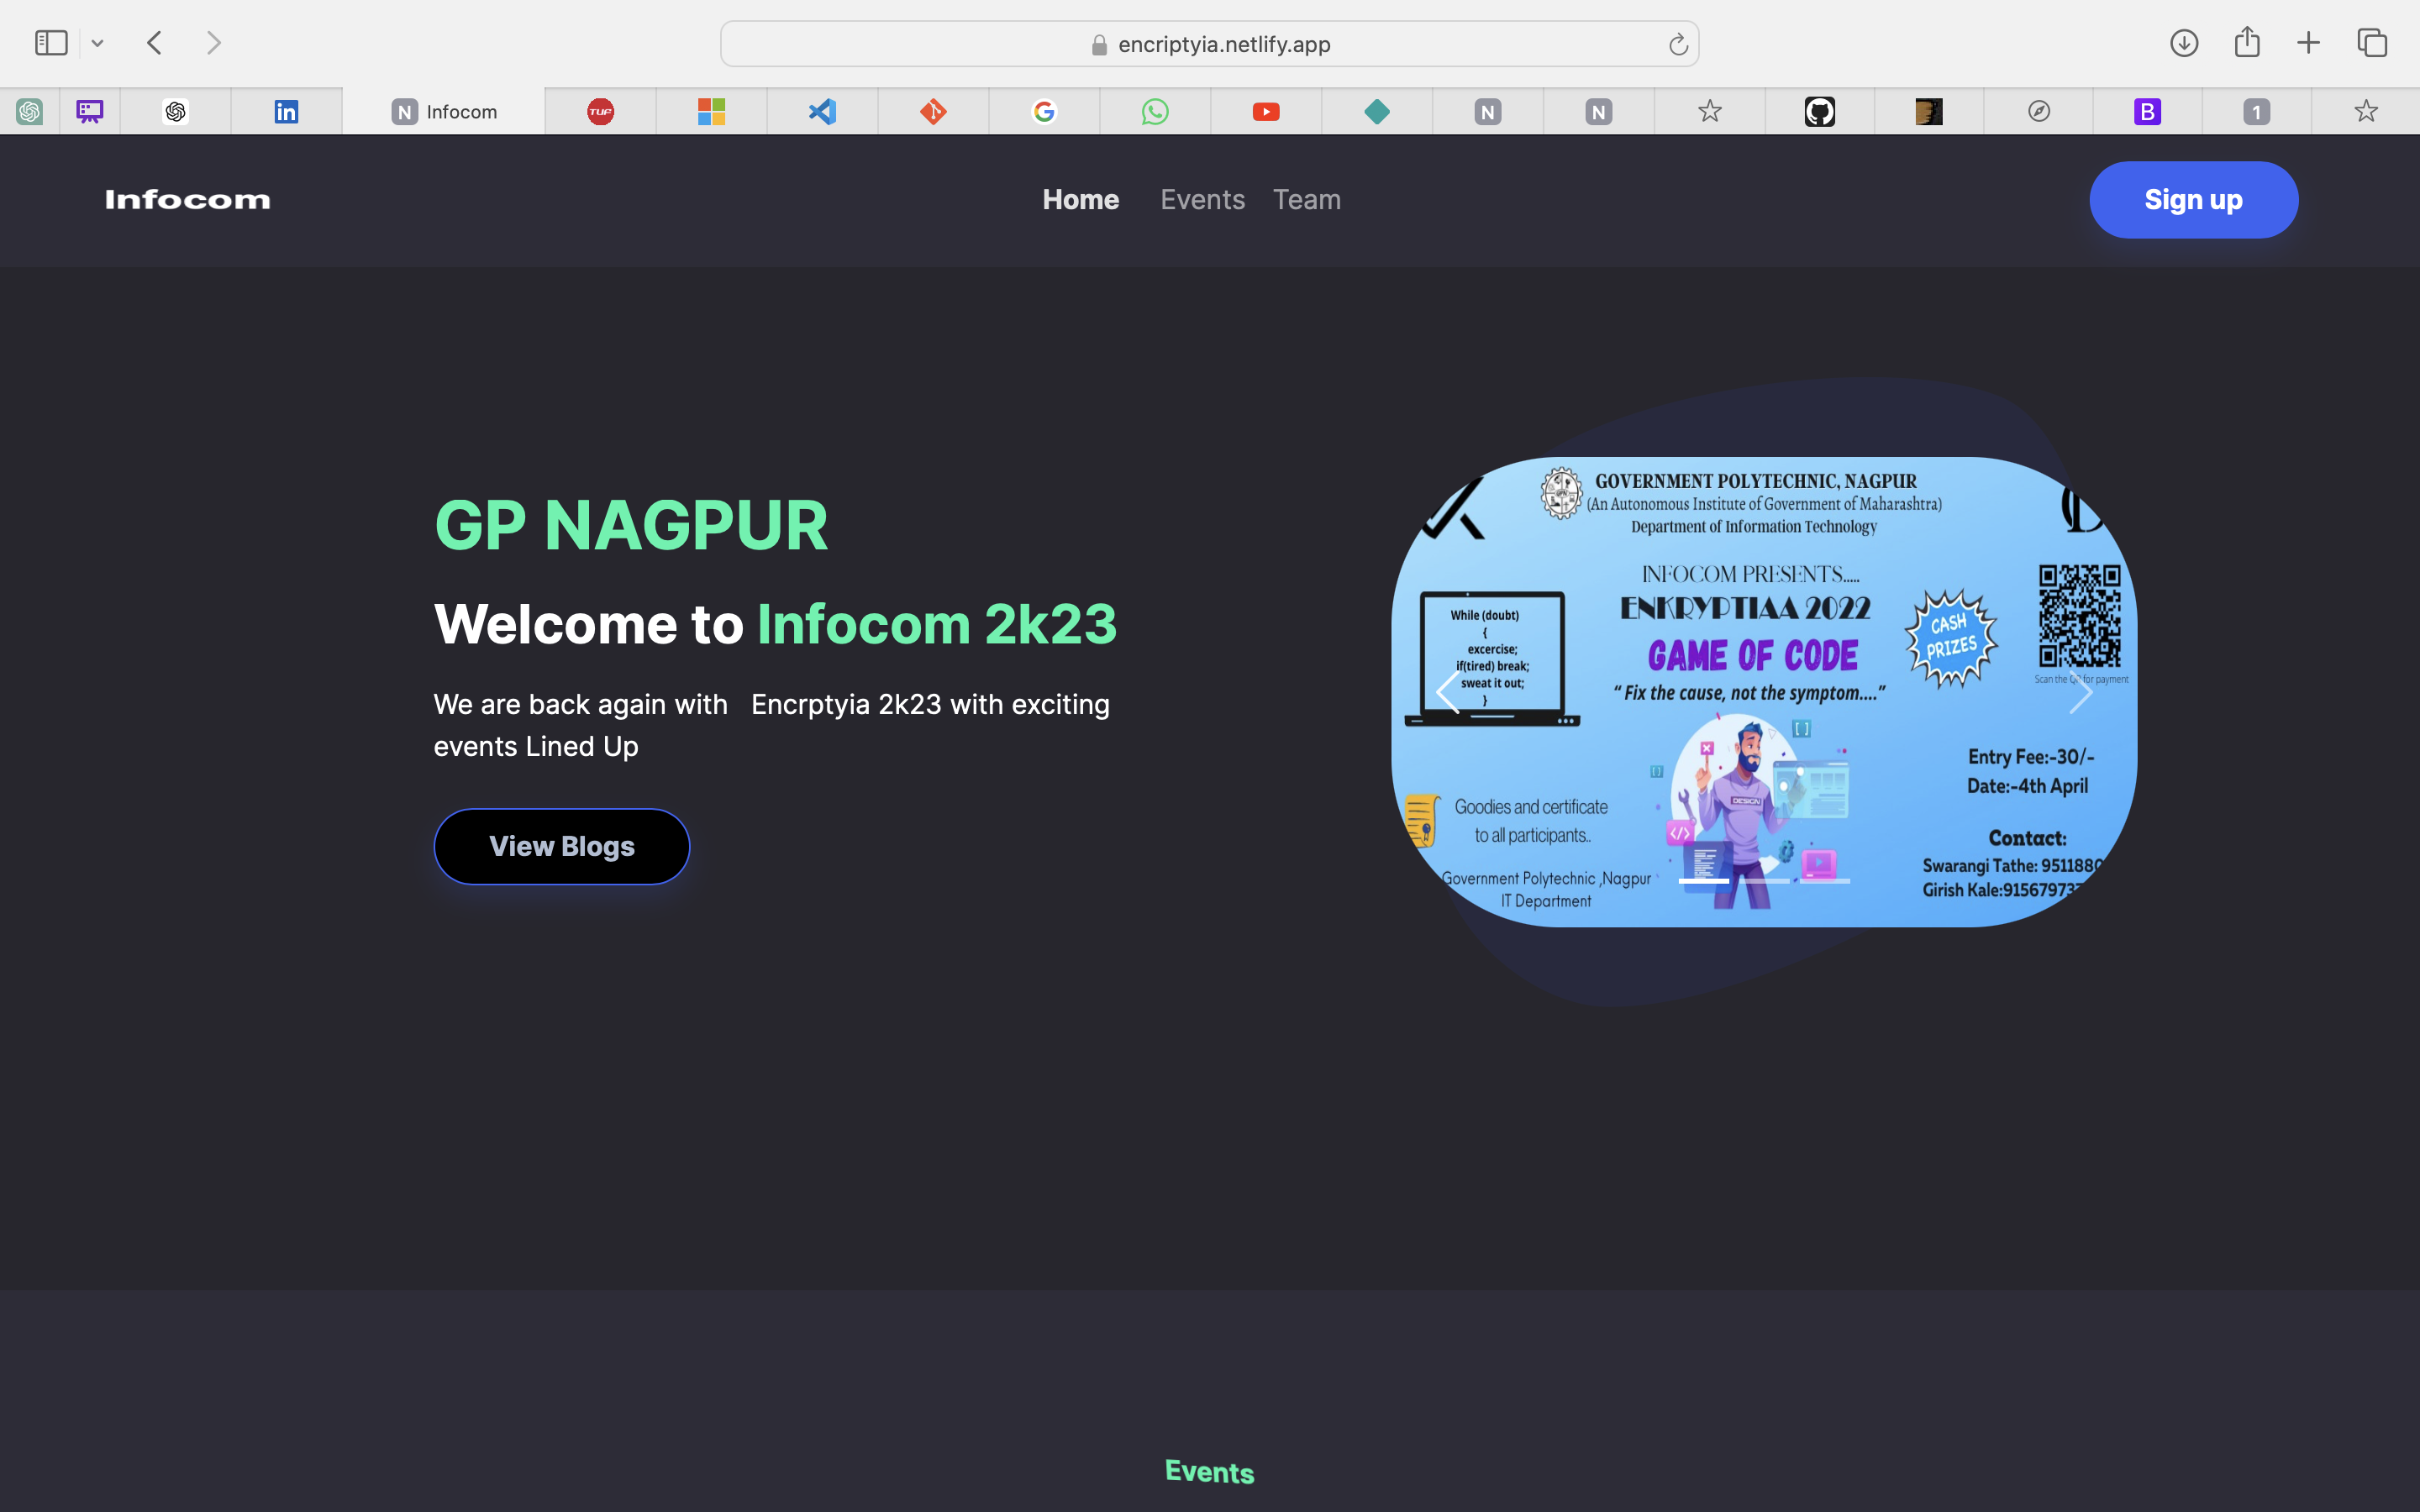 encriptyia.netlify.app
Infocom
TUP
N
N
B
1
Infocom
Home Events Team
Sign up
GP NAGPUR
Welcome to Infocom 2k23
We are back again with Encrptyia 2k23 with exciting
events Lined Up
View Blogs
GOVERNMENT POLYTECHNIC, NAGPUR
(An Autonomous Institute of Government of Maharashtra)
Department of Information Technology
INFOCOM PRESENTS.....
ENKRYPTIAA 2022
GAME OF CODE
“ Fix the cause, not the symptom....”
While (doubt)
{
excercise;
if(tired) break;
sweat it out;
}
CASH
PRIZES
Scan the QR for payment
DESIGN
Goodies and certificate
to all participants..
Government Polytechnic ,Nagpur
IT Department
Entry Fee:-30/-
Date:-4th April
Contact:
Swarangi Tathe: 951188
Girish Kale:91567973
Events